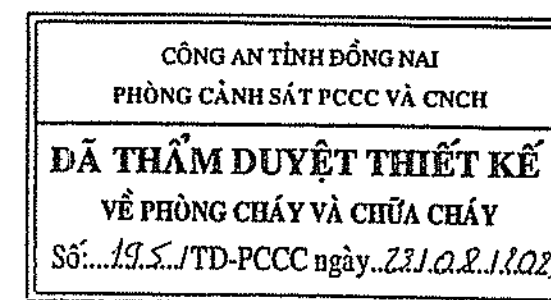 CÔNG AN TỈNH ĐỒNG NAI
PHÒNG CẢNH SÁT PCCC VÀ CNCH
ĐÃ THẨM DUYỆT THIẾT KẾ
VỀ PHÒNG CHÁY VÀ CHỮA CHÁY
Số:...195../TD-PCCC ngày..23/.08./.202